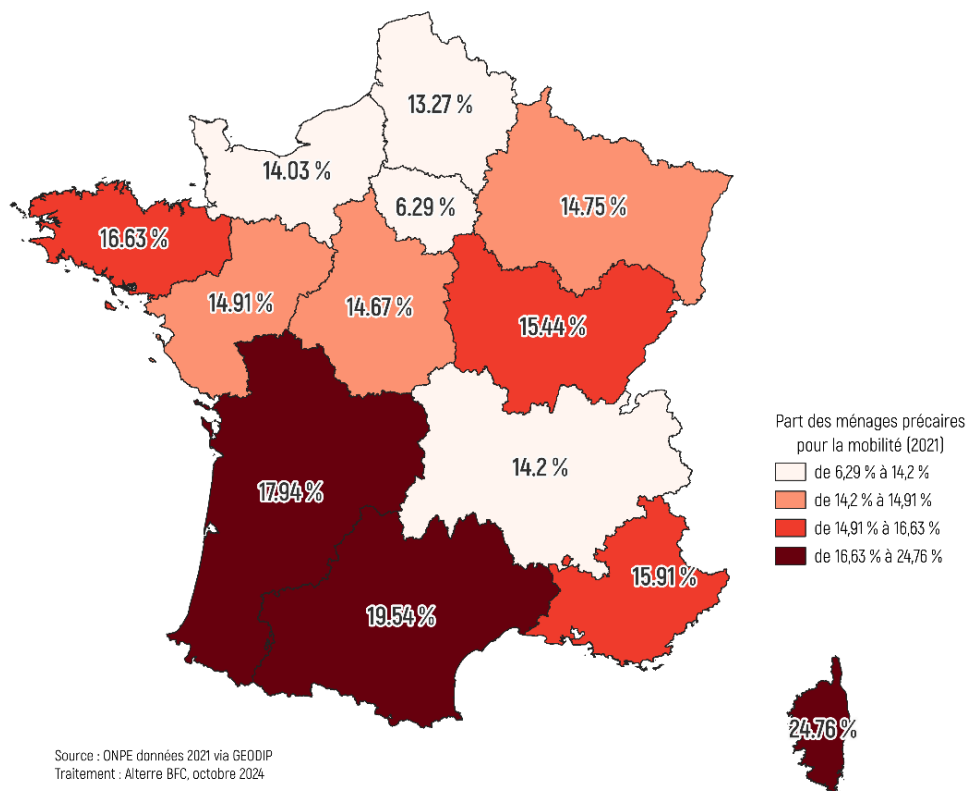 13.27 %
14.03 %
6.29 %
14.75 %
16.63 %
14.91 %
14.67 %
15.44 %
14.2 %
17.94 %
15.91 %
19.54 %
24.76 %
Part des ménages précaires
pour la mobilité (2021)
de 6,29 % à 14,2 %
de 14,2 % à 14,91 %
de 14,91 % à 16,63 %
de 16,63 % à 24,76 %
Source : ONPE données 2021 via GEODIP
Traitement : Alterre BFC, octobre 2024